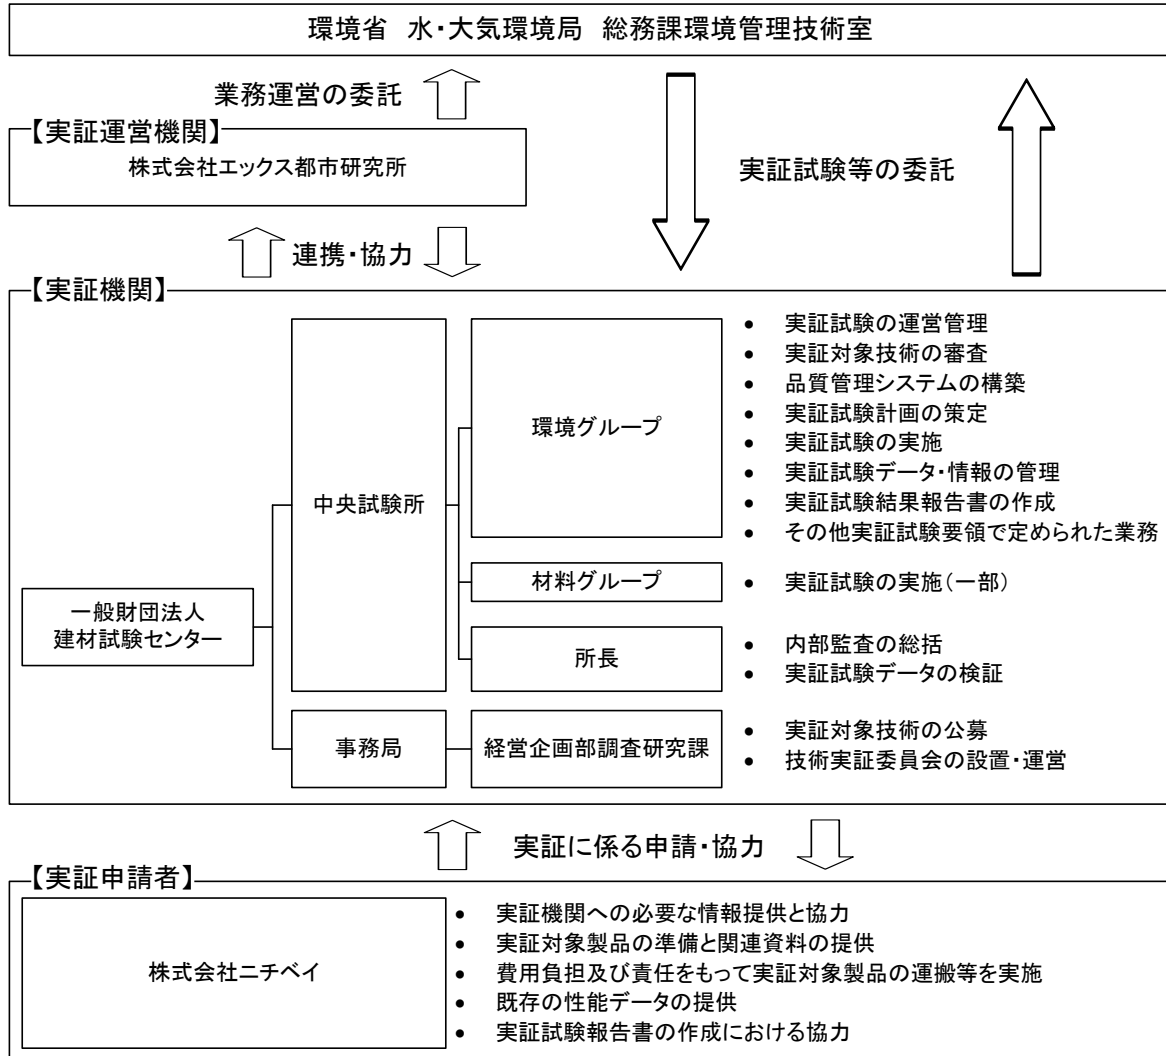 環境省 水・大気環境局 総務課環境管理技術室
業務運営の委託
【実証運営機関】
株式会社エックス都市研究所
実証試験等の委託
連携・協力
【実証機関】
一般財団法人
建材試験センター
中央試験所
環境グループ
• 実証試験の運営管理
• 実証対象技術の審査
• 品質管理システムの構築
• 実証試験計画の策定
• 実証試験の実施
• 実証試験データ・情報の管理
• 実証試験結果報告書の作成
• その他実証試験要領で定められた業務
材料グループ
• 実証試験の実施(一部)
所長
• 内部監査の総括
• 実証試験データの検証
事務局
経営企画部調査研究課
• 実証対象技術の公募
• 技術実証委員会の設置・運営
実証に係る申請・協力
【実証申請者】
株式会社ニチベイ
• 実証機関への必要な情報提供と協力
• 実証対象製品の準備と関連資料の提供
• 費用負担及び責任をもって実証対象製品の運搬等を実施
• 既存の性能データの提供
• 実証試験報告書の作成における協力